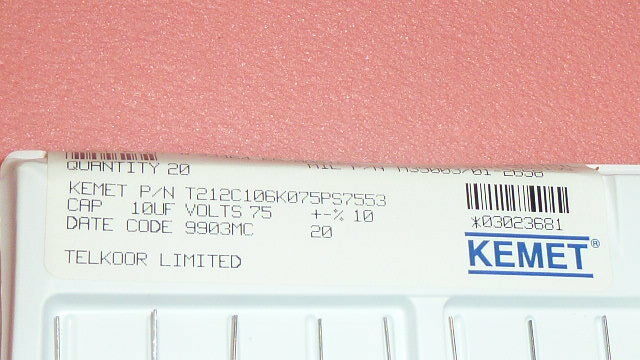 QUANTITY 20
KEMET P/N T212C106K075PS7553
CAP 10UF VOLTS 75 +-% 10
DATE CODE 9903MC 20
TELKOOR LIMITED
*03023681
KEMET®